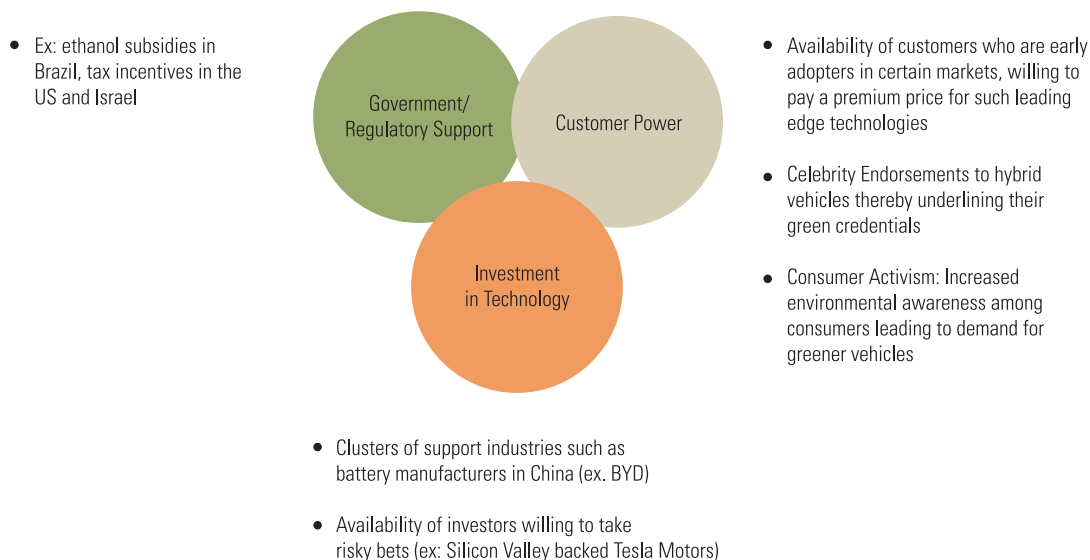 • Ex: ethanol subsidies in
Brazil, tax incentives in the
US and Israel
Government/
Regulatory Support
Customer Power
Investment
in Technology
• Availability of customers who are early
adopters in certain markets, willing to
pay a premium price for such leading
edge technologies
• Celebrity Endorsements to hybrid
vehicles thereby underlining their
green credentials
• Consumer Activism: Increased
environmental awareness among
consumers leading to demand for
greener vehicles
• Clusters of support industries such as
battery manufacturers in China (ex. BYD)
• Availability of investors willing to take
risky bets (ex: Silicon Valley backed Tesla Motors)